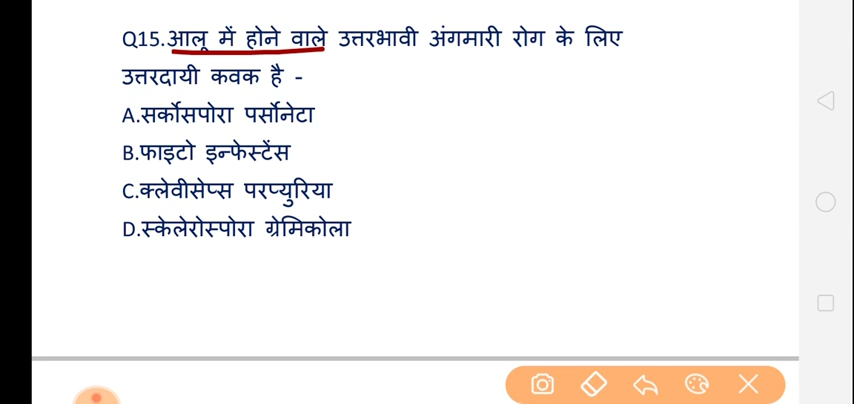 Q15.आलू में होने वाले उत्तरभावी अंगमारी रोग के लिए
उत्तरदायी कवक है -
A.सर्कोसपोरा पर्सोनेटा
B.फाइटो इन्फेस्टेंस
C.क्लेवीसेप्स परप्युरिया
D.स्केलेरोस्पोरा ग्रेमिकोला